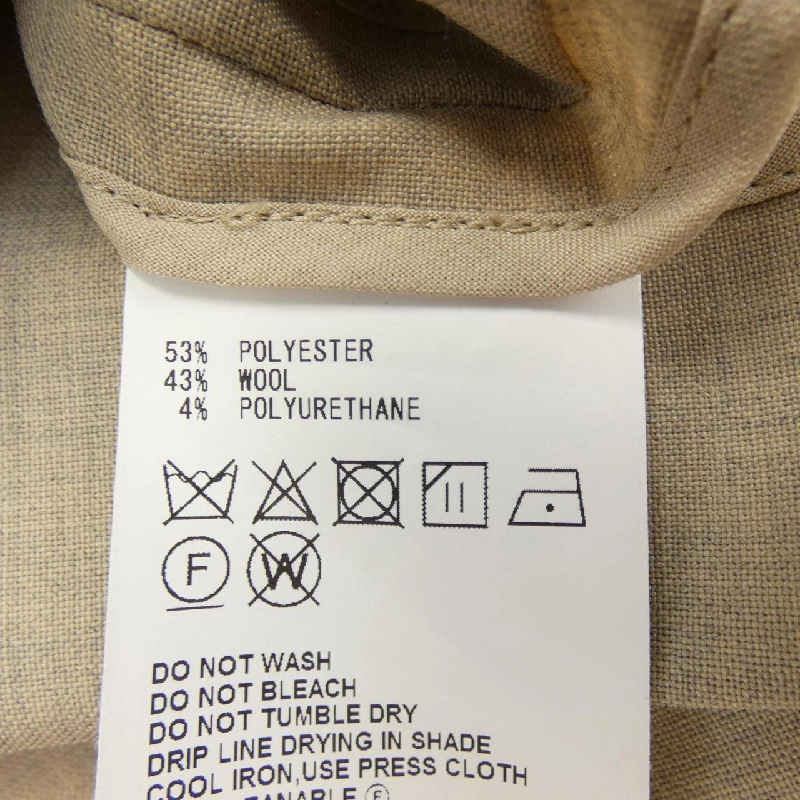 53% POLYESTER
43% WOOL
4% POLYURETHANE
F W
DO NOT WASH
DO NOT BLEACH
DO NOT TUMBLE DRY
DRIP LINE DRYING IN SHADE
COOL IRON,USE PRESS CLOTH
Ⓕ